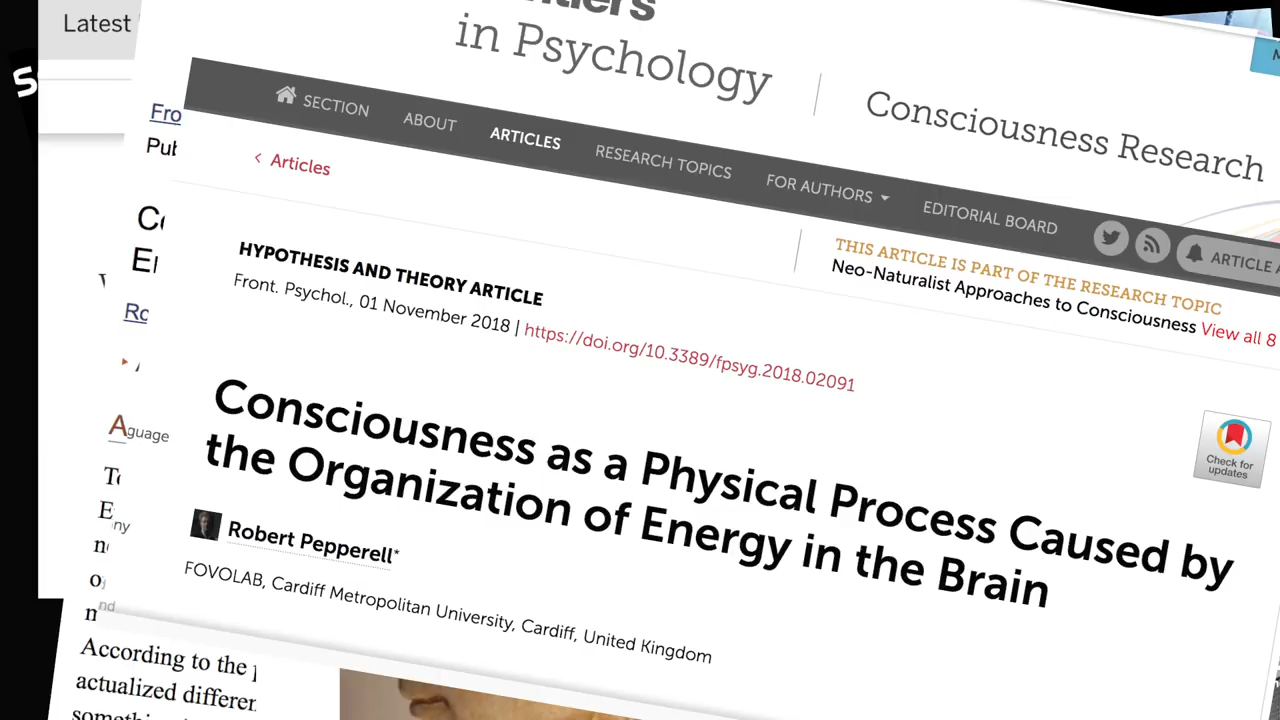 Latest
in Psychology
Consciousness Research
SECTION
ABOUT
ARTICLES
RESEARCH TOPICS
FOR AUTHORS
EDITORIAL BOARD
ARTICLE
< Articles
HYPOTHESIS AND THEORY ARTICLE
Front. Psychol., 01 November 2018 | https://doi.org/10.3389/fpsyg.2018.02091
THIS ARTICLE IS PART OF THE RESEARCH TOPIC
Neo-Naturalist Approaches to Consciousness View all 8
Consciousness as a Physical Process Caused by
the Organization of Energy in the Brain
Check for
updates
Robert Pepperell*
FOVOLAB, Cardiff Metropolitan University, Cardiff, United Kingdom
According to the
actualized